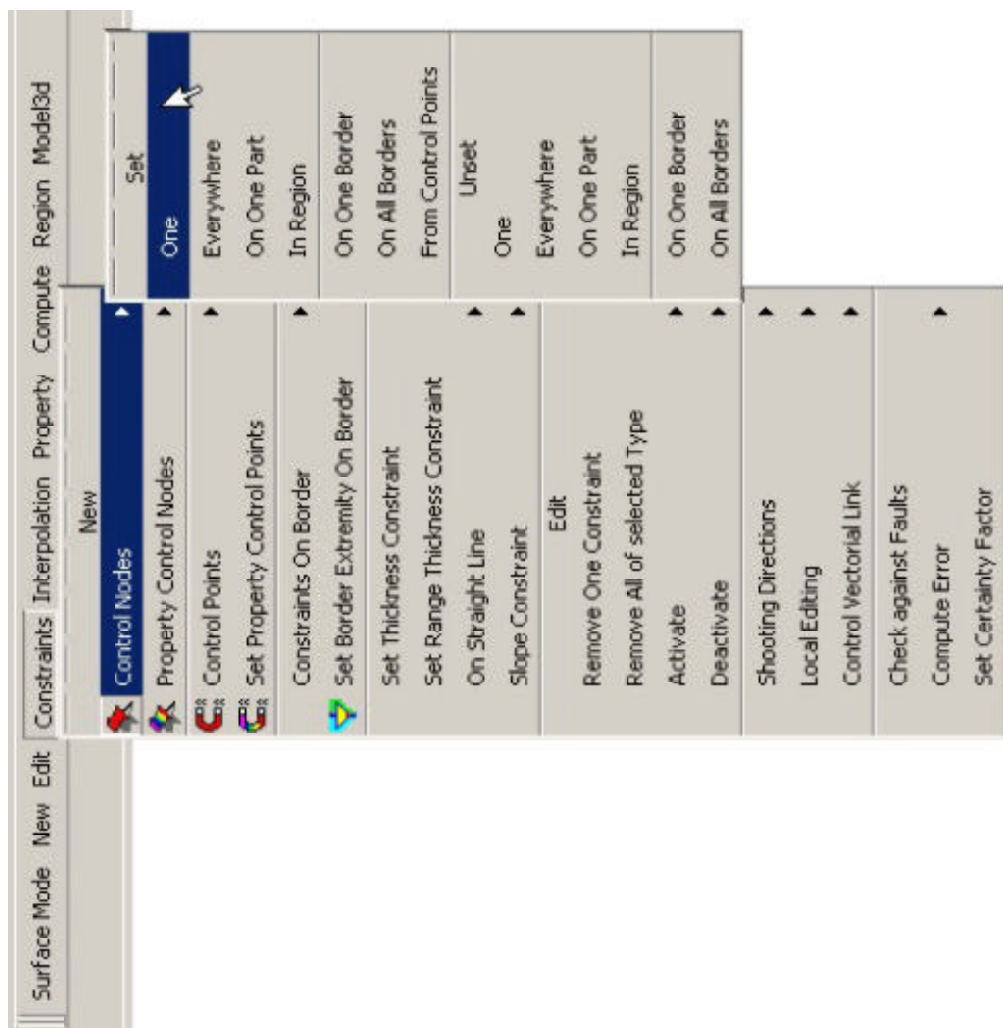 Surface Mode New Edit Constraints Interpolation Property Compute Region Model3d
New
Control Nodes
Property Control Nodes
Control Points
Set Property Control Points
Constraints On Border
Set Border Extremity On Border
Set Thickness Constraint
Set Range Thickness Constraint
On Straight Line
Slope Constraint
Edit
Remove One Constraint
Remove All of selected Type
Activate
Deactivate
Shooting Directions
Local Editing
Control Vectorial Link
Check against Faults
Compute Error
Set Certainty Factor
Set
One
Everywhere
On One Part
In Region
On One Border
On All Borders
From Control Points
Unset
One
Everywhere
On One Part
In Region
On One Border
On All Borders